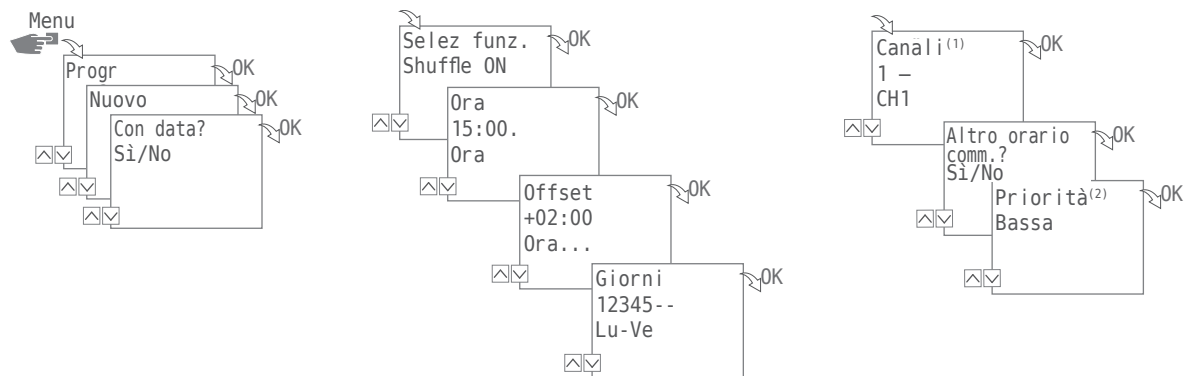 Menu
Progr
OK
Nuovo
OK
Con data?
Sì/No
OK
Selez funz.
Shuffle ON
OK
Ora
15:00.
Ora
OK
Offset
+02:00
Ora...
OK
Giorni
12345--
Lu-Ve
OK
Canali(1)
1 –
CH1
OK
Altro orario
comm.?
Sì/No
OK
Priorità(2)
Bassa
OK